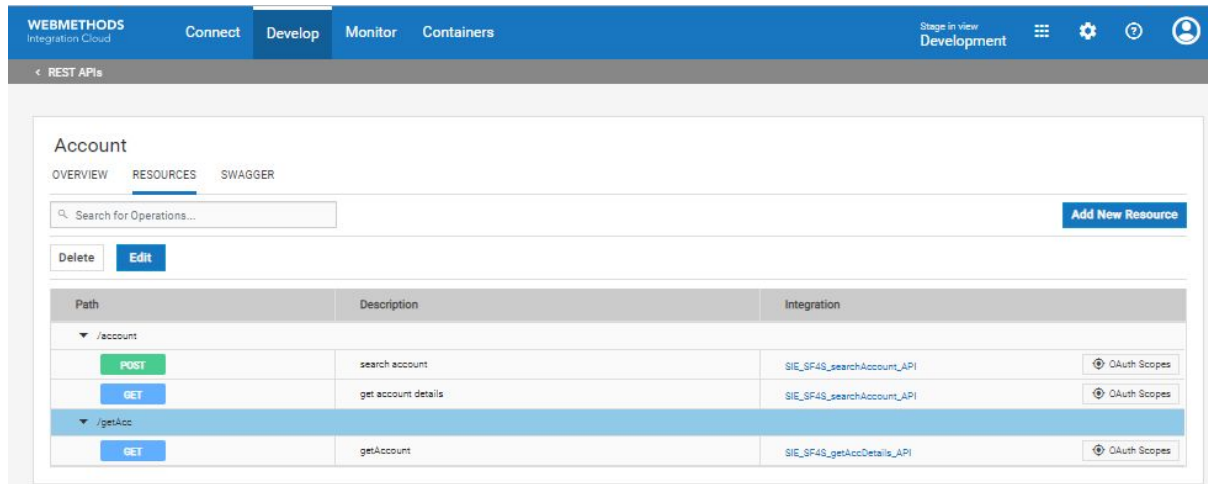 WEBMETHODS
Integration Cloud
Connect Develop Monitor Containers
Stage in view
Development
< REST APIs
Account
OVERVIEW RESOURCES SWAGGER
Search for Operations...
Add New Resource
Delete Edit
Path Description Integration
/account
POST search account SIE_SF4S_searchAccount_API OAuth Scopes
GET get account details SIE_SF4S_searchAccount_API OAuth Scopes
/getAcc
GET getAccount SIE_SF4S_getAccDetails_API OAuth Scopes